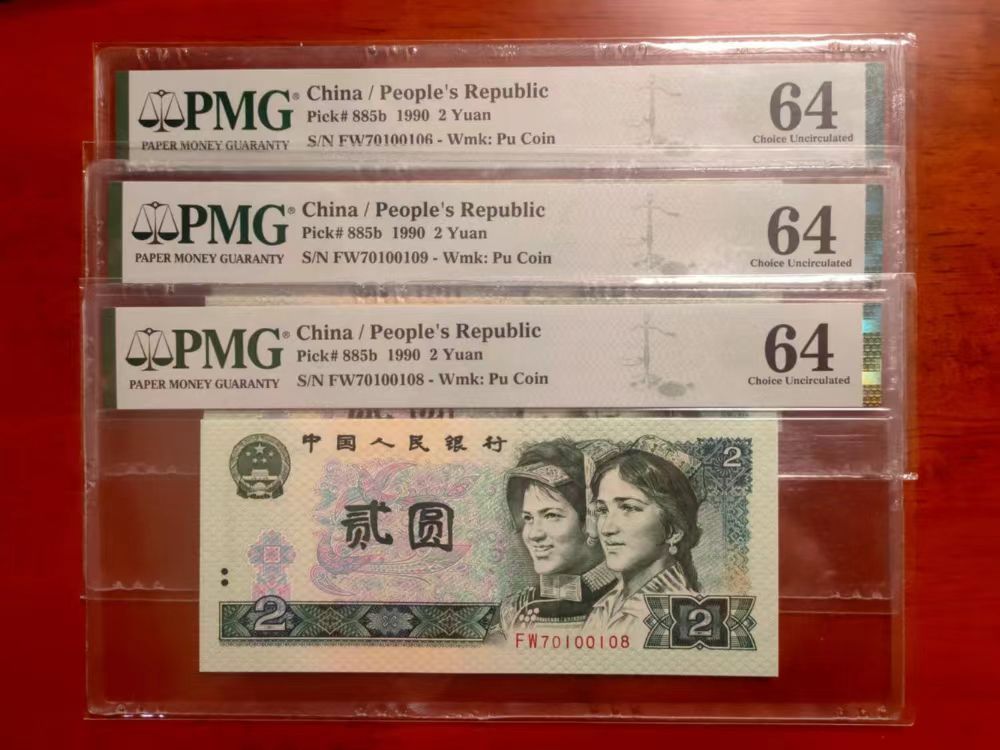 PMG® China / People's Republic 64
Pick# 885b 1990 2 Yuan
PAPER MONEY GUARANTY S/N FW70100106 - Wmk: Pu Coin Choice Uncirculated
PMG® China / People's Republic 64
Pick# 885b 1990 2 Yuan
PAPER MONEY GUARANTY S/N FW70100109 - Wmk: Pu Coin Choice Uncirculated
PMG® China / People's Republic 64
Pick# 885b 1990 2 Yuan
PAPER MONEY GUARANTY S/N FW70100108 - Wmk: Pu Coin Choice Uncirculated
中国人民银行
2
贰圆
2 2
FW70100108